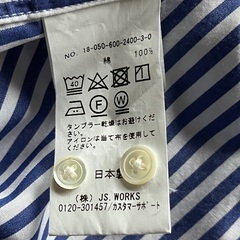 NO. 18-050-600-2400-3-0
綿 100%
40
P F W
タンブラー乾燥はお避けください
アイロンは当て布を使用して下さい
日本製
(株) JS. WORKS
0120-301457/カスタマーサポート